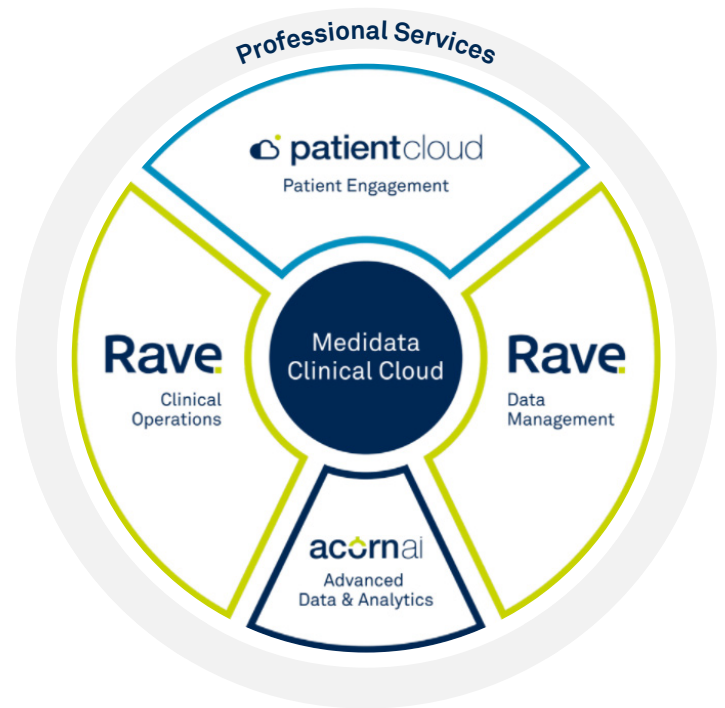 Professional Services
patientcloud
Patient Engagement
Rave
Clinical
Operations
Medidata
Clinical Cloud
Rave
Data
Management
acornai
Advanced
Data & Analytics